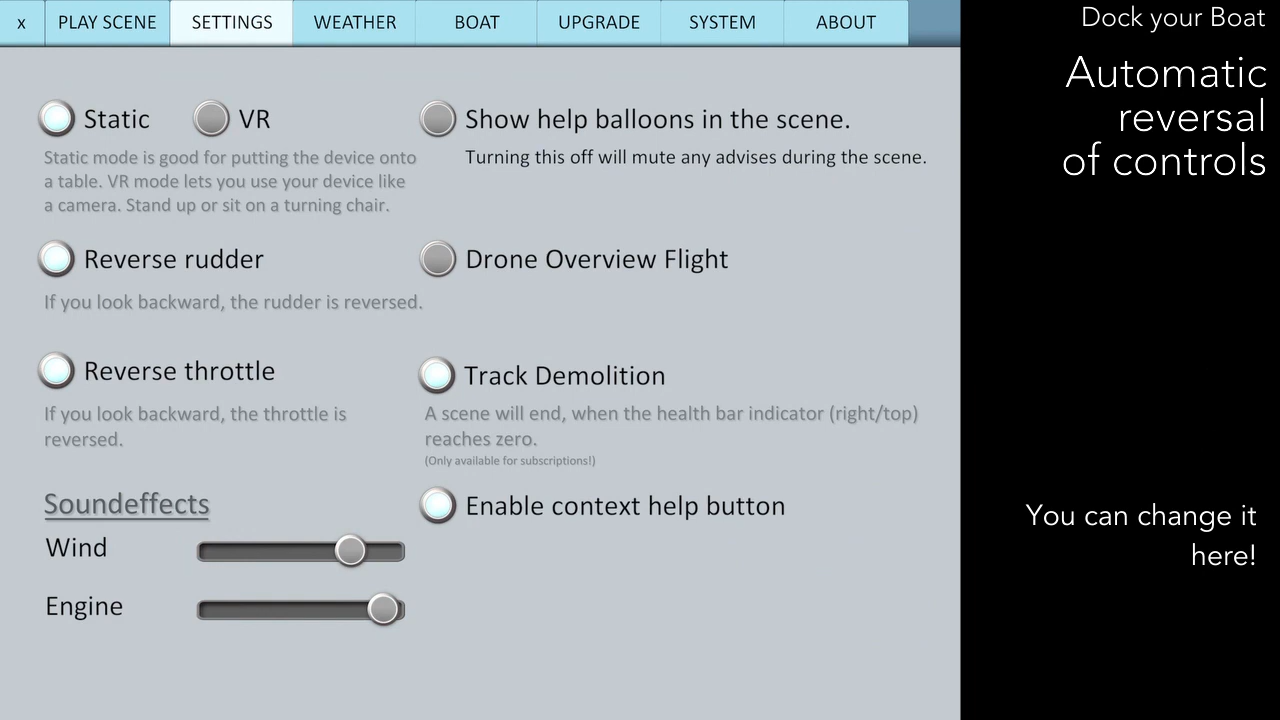 x PLAY SCENE SETTINGS WEATHER BOAT UPGRADE SYSTEM ABOUT
Static VR
Static mode is good for putting the device onto
a table. VR mode lets you use your device like
a camera. Stand up or sit on a turning chair.
Show help balloons in the scene.
Turning this off will mute any advises during the scene.
Reverse rudder
If you look backward, the rudder is reversed.
Drone Overview Flight
Reverse throttle
If you look backward, the throttle is
reversed.
Track Demolition
A scene will end, when the health bar indicator (right/top)
reaches zero.
(Only available for subscriptions!)
Soundeffects
Wind
Engine
Enable context help button
Dock your Boat
Automatic
reversal
of controls
You can change it
here!